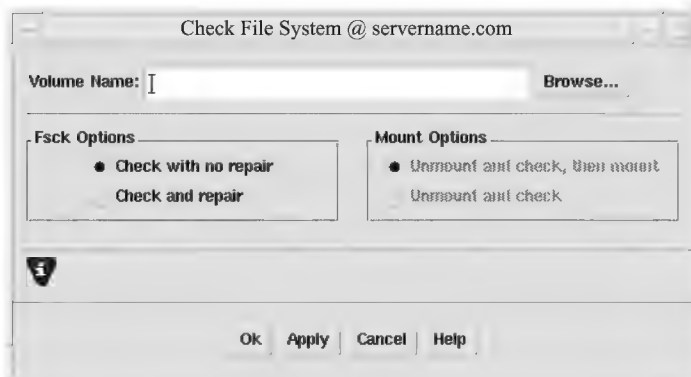 Check File System @ servername.com
Volume Name:
Browse...
Fsck Options
Check with no repair
Check and repair
Mount Options
Unmount and check, then mount
Unmount and check
Ok Apply Cancel Help